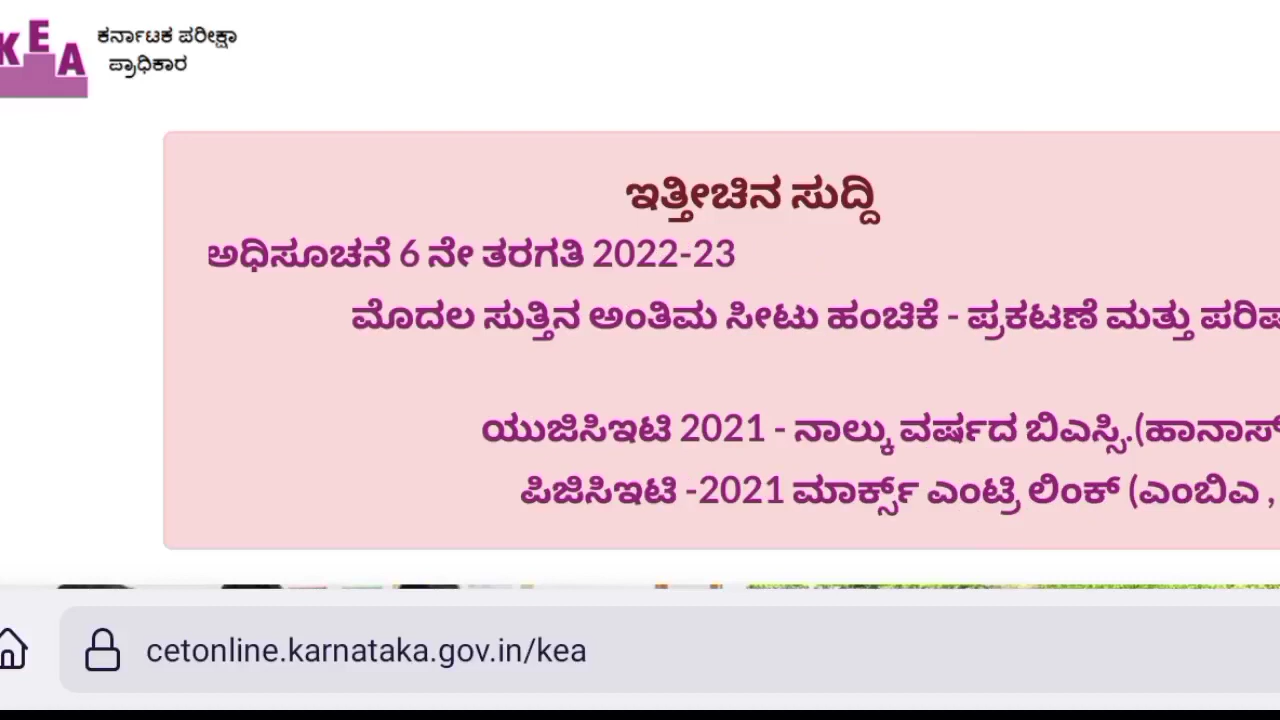 KEA
ಕರ್ನಾಟಕ ಪರೀಕ್ಷಾ
ಪ್ರಾಧಿಕಾರ
ಇತ್ತೀಚಿನ ಸುದ್ದಿ
ಅಧಿಸೂಚನೆ 6 ನೇ ತರಗತಿ 2022-23
ಮೊದಲ ಸುತ್ತಿನ ಅಂತಿಮ ಸೀಟು ಹಂಚಿಕೆ - ಪ್ರಕಟಣೆ ಮತ್ತು
ಯುಜಿಸಿಇಟಿ 2021 - ನಾಲ್ಕು ವರ್ಷದ ಬಿಎಸ್ಸಿ.(ಹಾನಾಸ್
ಪಿಜಿಸಿಇಟಿ -2021 ಮಾರ್ಕ್ಸ್ ಎಂಟ್ರಿ ಲಿಂಕ್ (ಎಂಬಿಎ ,
cetonline.karnataka.gov.in/kea